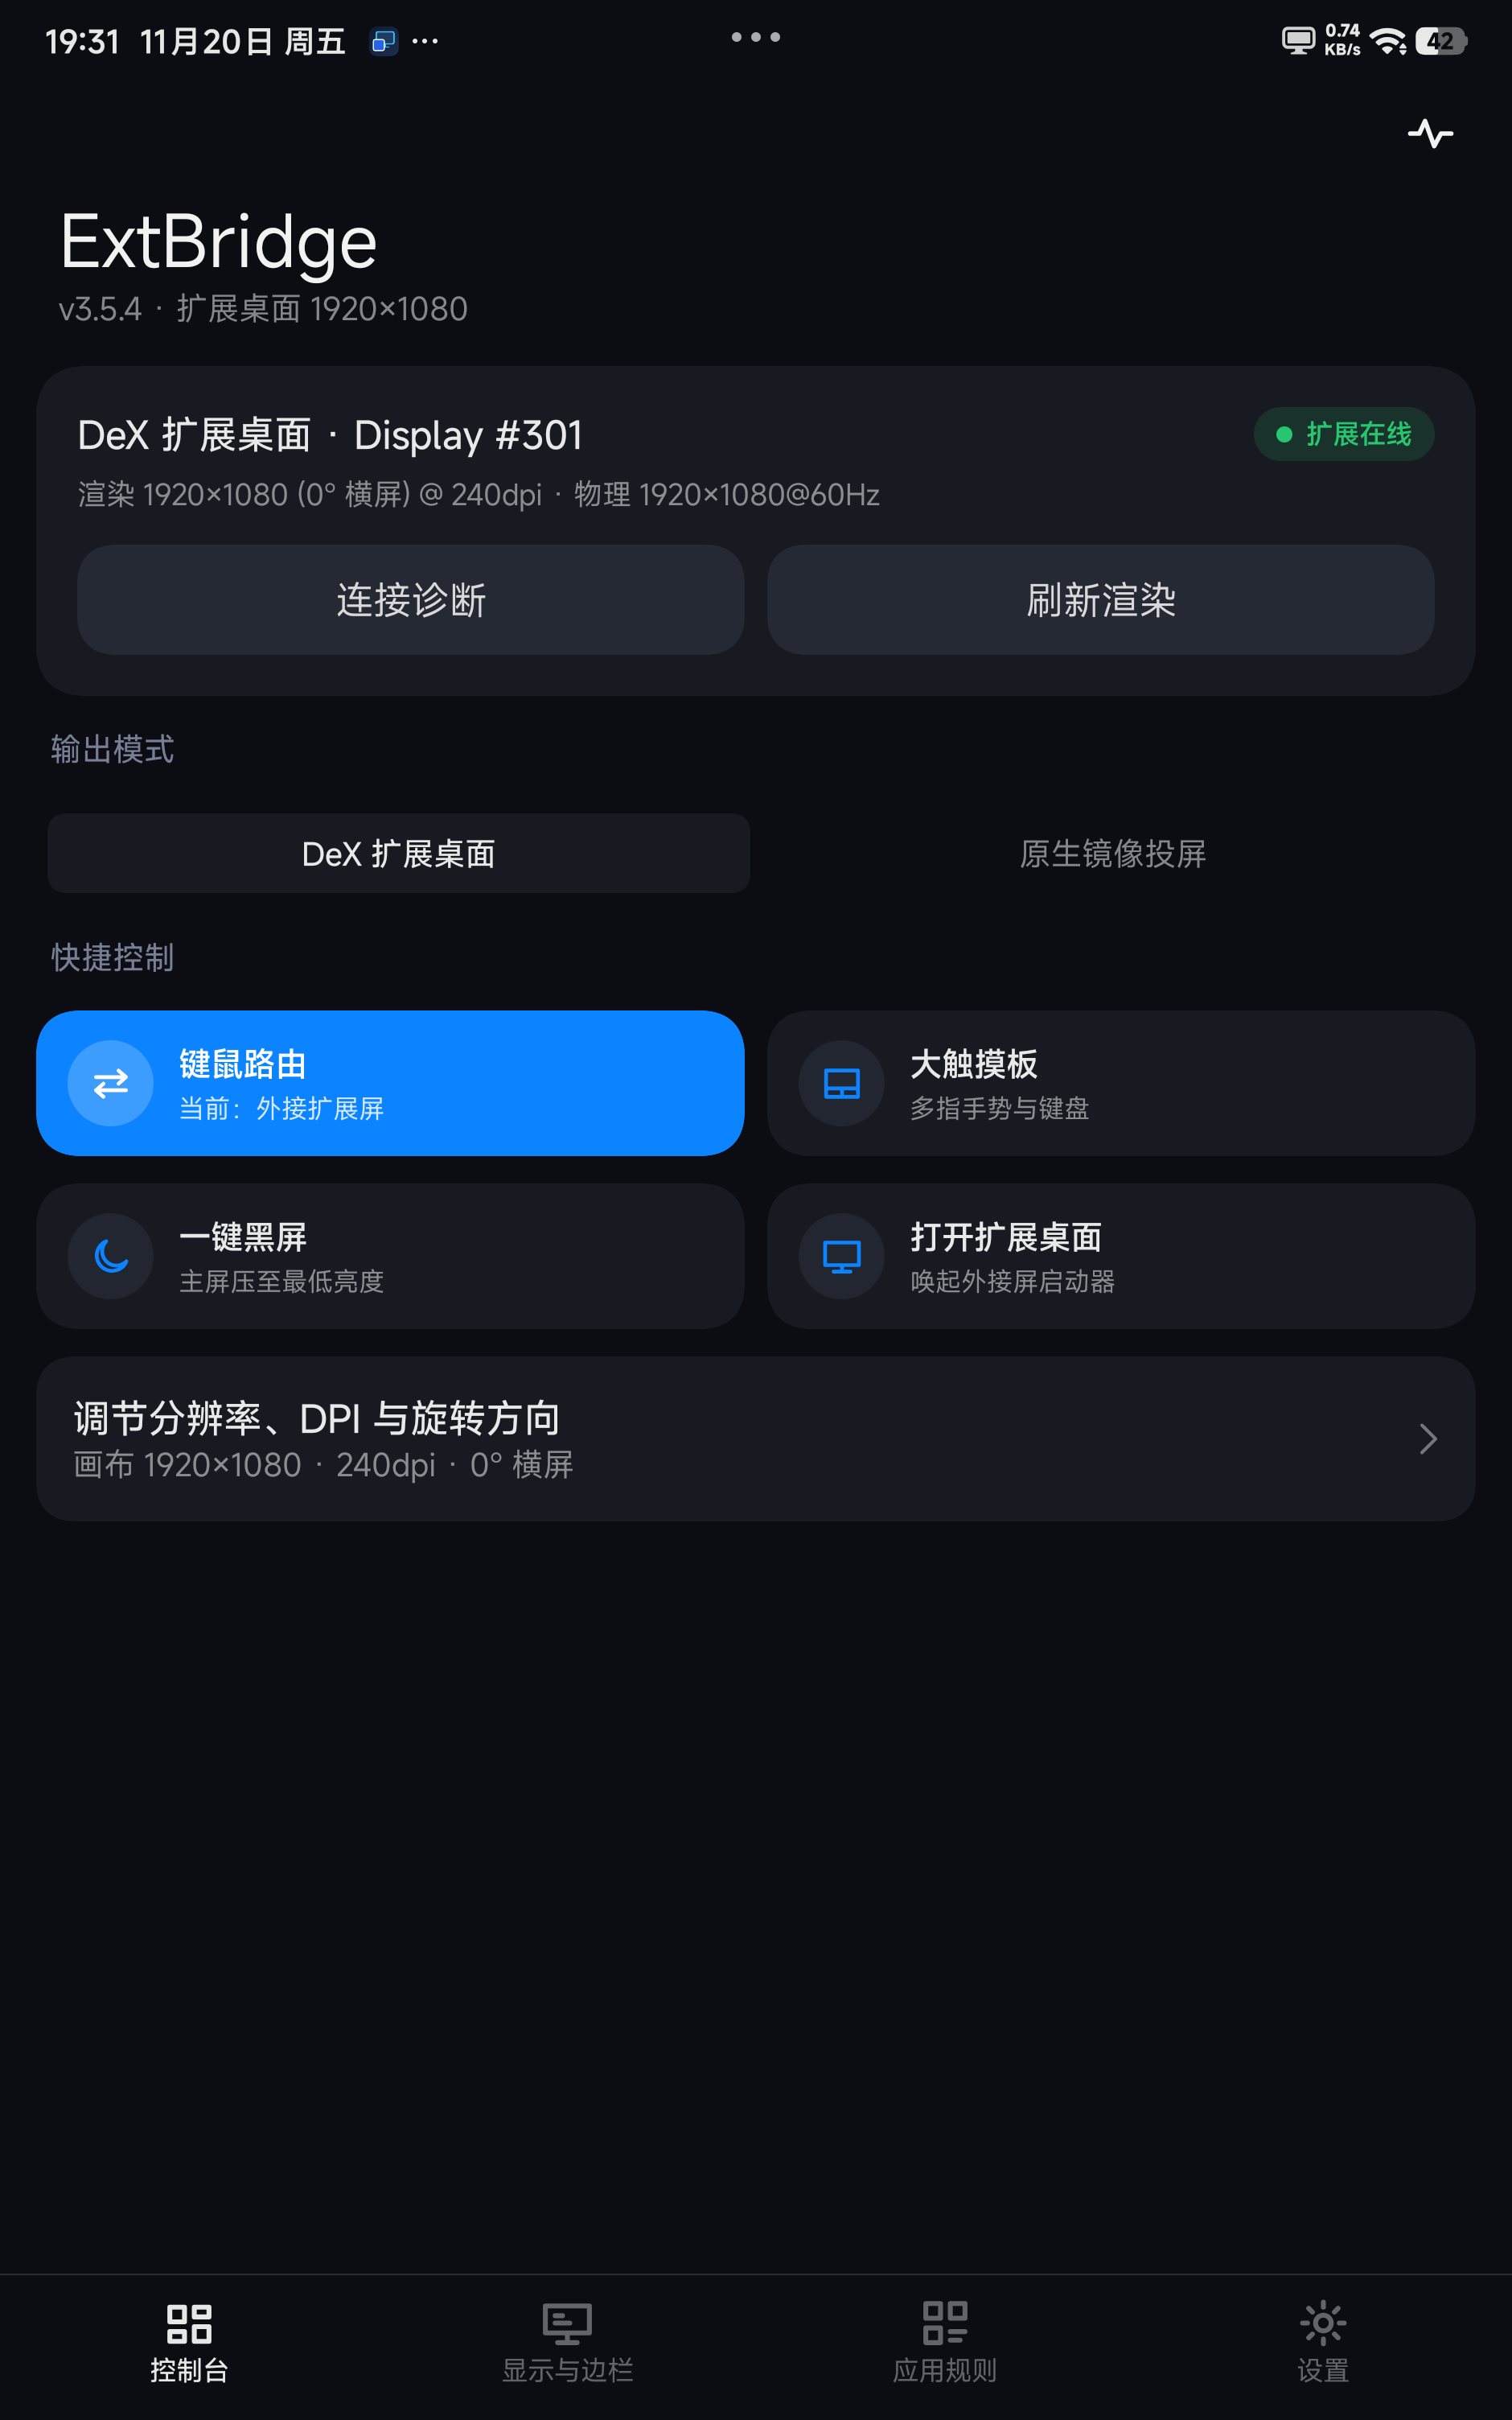 19:31 11月20日 周五
0.74 KB/s
42
ExtBridge
v3.5.4 · 扩展桌面 1920×1080
DeX 扩展桌面 · Display #301
扩展在线
渲染 1920×1080 (0° 横屏) @ 240dpi · 物理 1920×1080@60Hz
连接诊断
刷新渲染
输出模式
DeX 扩展桌面
原生镜像投屏
快捷控制
键鼠路由
当前：外接扩展屏
大触摸板
多指手势与键盘
一键黑屏
主屏压至最低亮度
打开扩展桌面
唤起外接屏启动器
调节分辨率、DPI 与旋转方向
画布 1920×1080 · 240dpi · 0° 横屏
控制台
显示与边栏
应用规则
设置